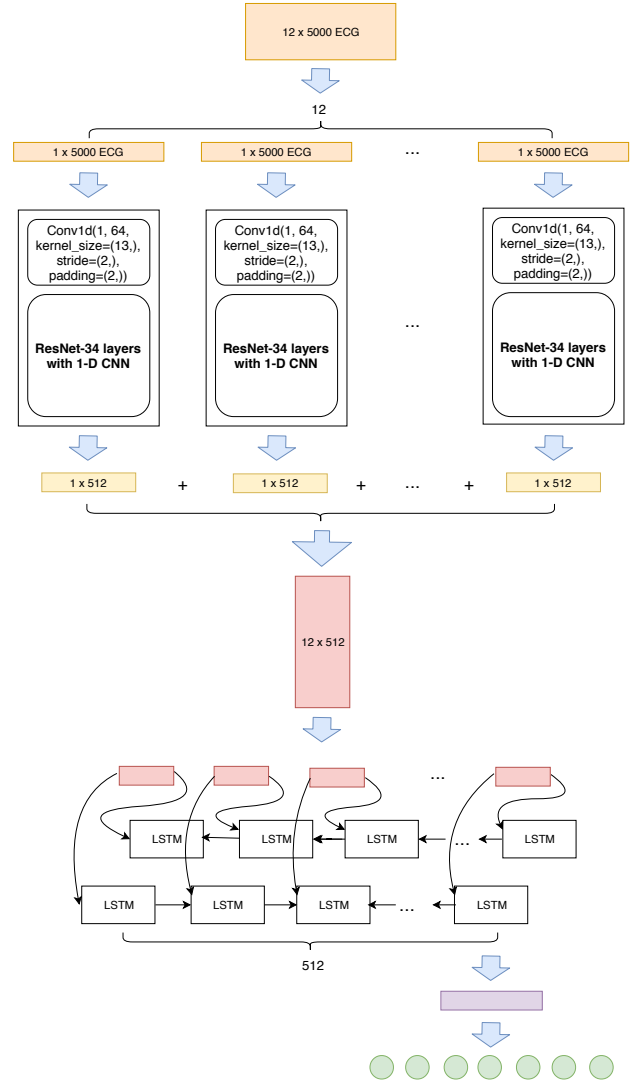 12 x 5000 ECG
12
1 x 5000 ECG
1 x 5000 ECG
...
1 x 5000 ECG
Conv1d(1, 64,
kernel_size=(13,),
stride=(2,),
padding=(2,))
Conv1d(1, 64,
kernel_size=(13,),
stride=(2,),
padding=(2,))
Conv1d(1, 64,
kernel_size=(13,),
stride=(2,),
padding=(2,))
ResNet-34 layers
with 1-D CNN
ResNet-34 layers
with 1-D CNN
...
ResNet-34 layers
with 1-D CNN
1 x 512
+
1 x 512
+
...
+
1 x 512
12 x 512
...
LSTM
LSTM
LSTM
...
LSTM
LSTM
LSTM
LSTM
...
LSTM
512